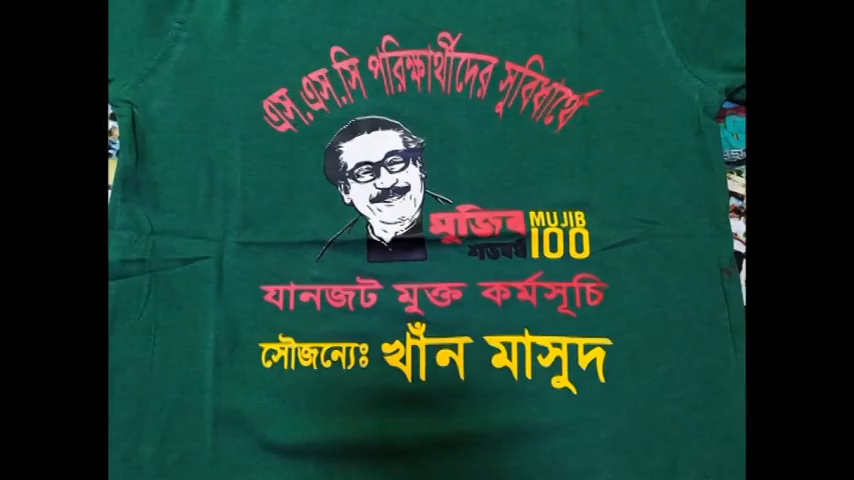 এস.এস.সি পরিক্ষার্থীদের সুবিধার্থে
মুজিব MUJIB
শতবর্ষ 100
যানজট মুক্ত কর্মসূচি
সৌজন্যেঃ খাঁন মাসুদ